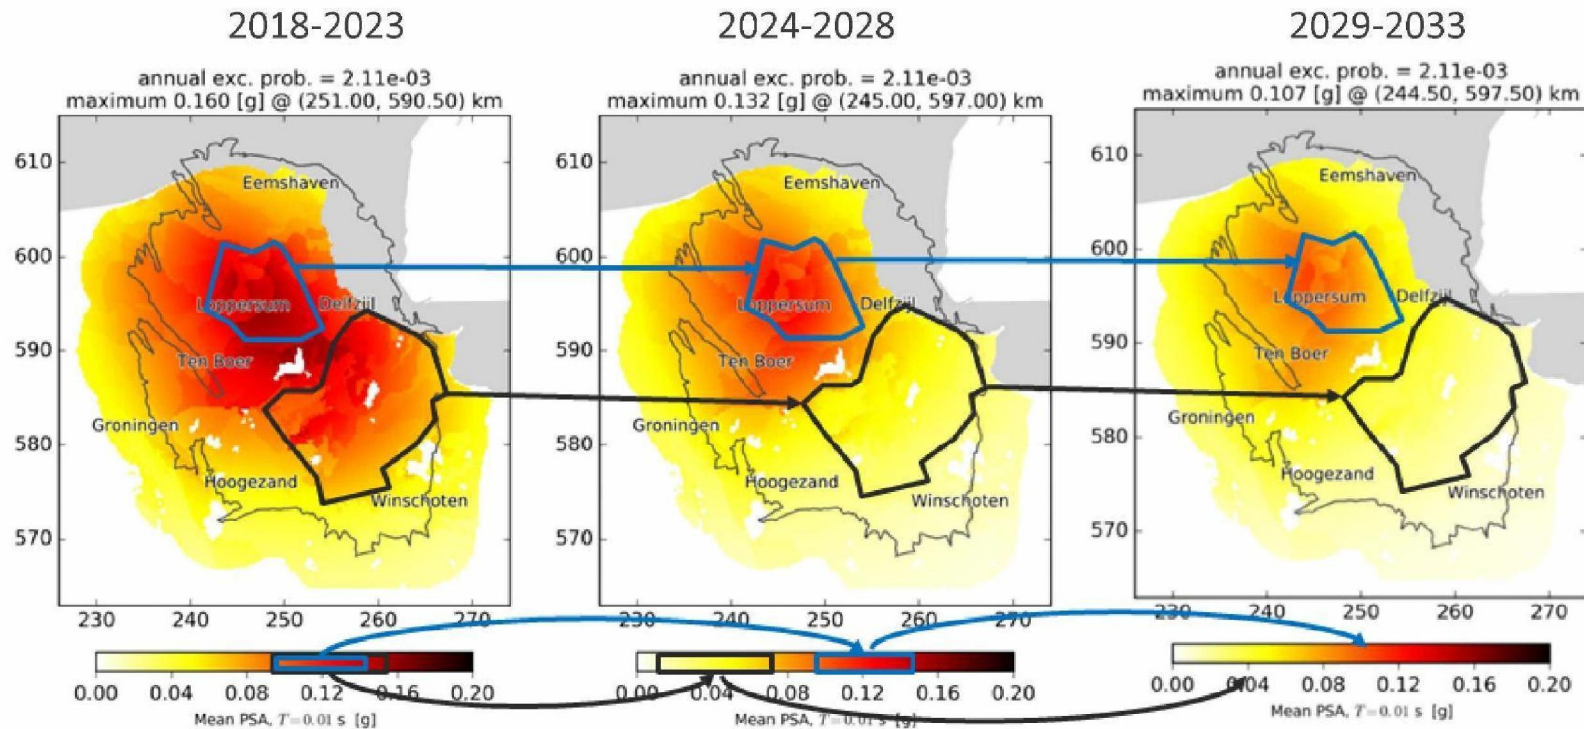 2018-2023
annual exc. prob. = 2.11e-03
maximum 0.160 [g] @ (251.00, 590.50) km
610
600
590
580
570
Eemshaven
Loppersum
Delfzijl
Ten Boer
Groningen
Hoogezand
Winschoten
230 240 250 260 270
0.00 0.04 0.08 0.12 0.16 0.20
Mean PSA, T=0.01 s [g]
2024-2028
annual exc. prob. = 2.11e-03
maximum 0.132 [g] @ (245.00, 597.00) km
610
600
590
580
570
Eemshaven
Loppersum
Delfzijl
Ten Boer
Groningen
Hoogezand
Winschoten
230 240 250 260 270
0.00 0.04 0.08 0.12 0.16 0.20
Mean PSA, T=0.01 s [g]
2029-2033
annual exc. prob. = 2.11e-03
maximum 0.107 [g] @ (244.50, 597.50) km
610
600
590
580
570
Eemshaven
Loppersum
Delfzijl
Ten Boer
Groningen
Hoogezand
Winschoten
230 240 250 260 270
0.00 0.04 0.08 0.12 0.16 0.20
Mean PSA, T=0.01 s [g]